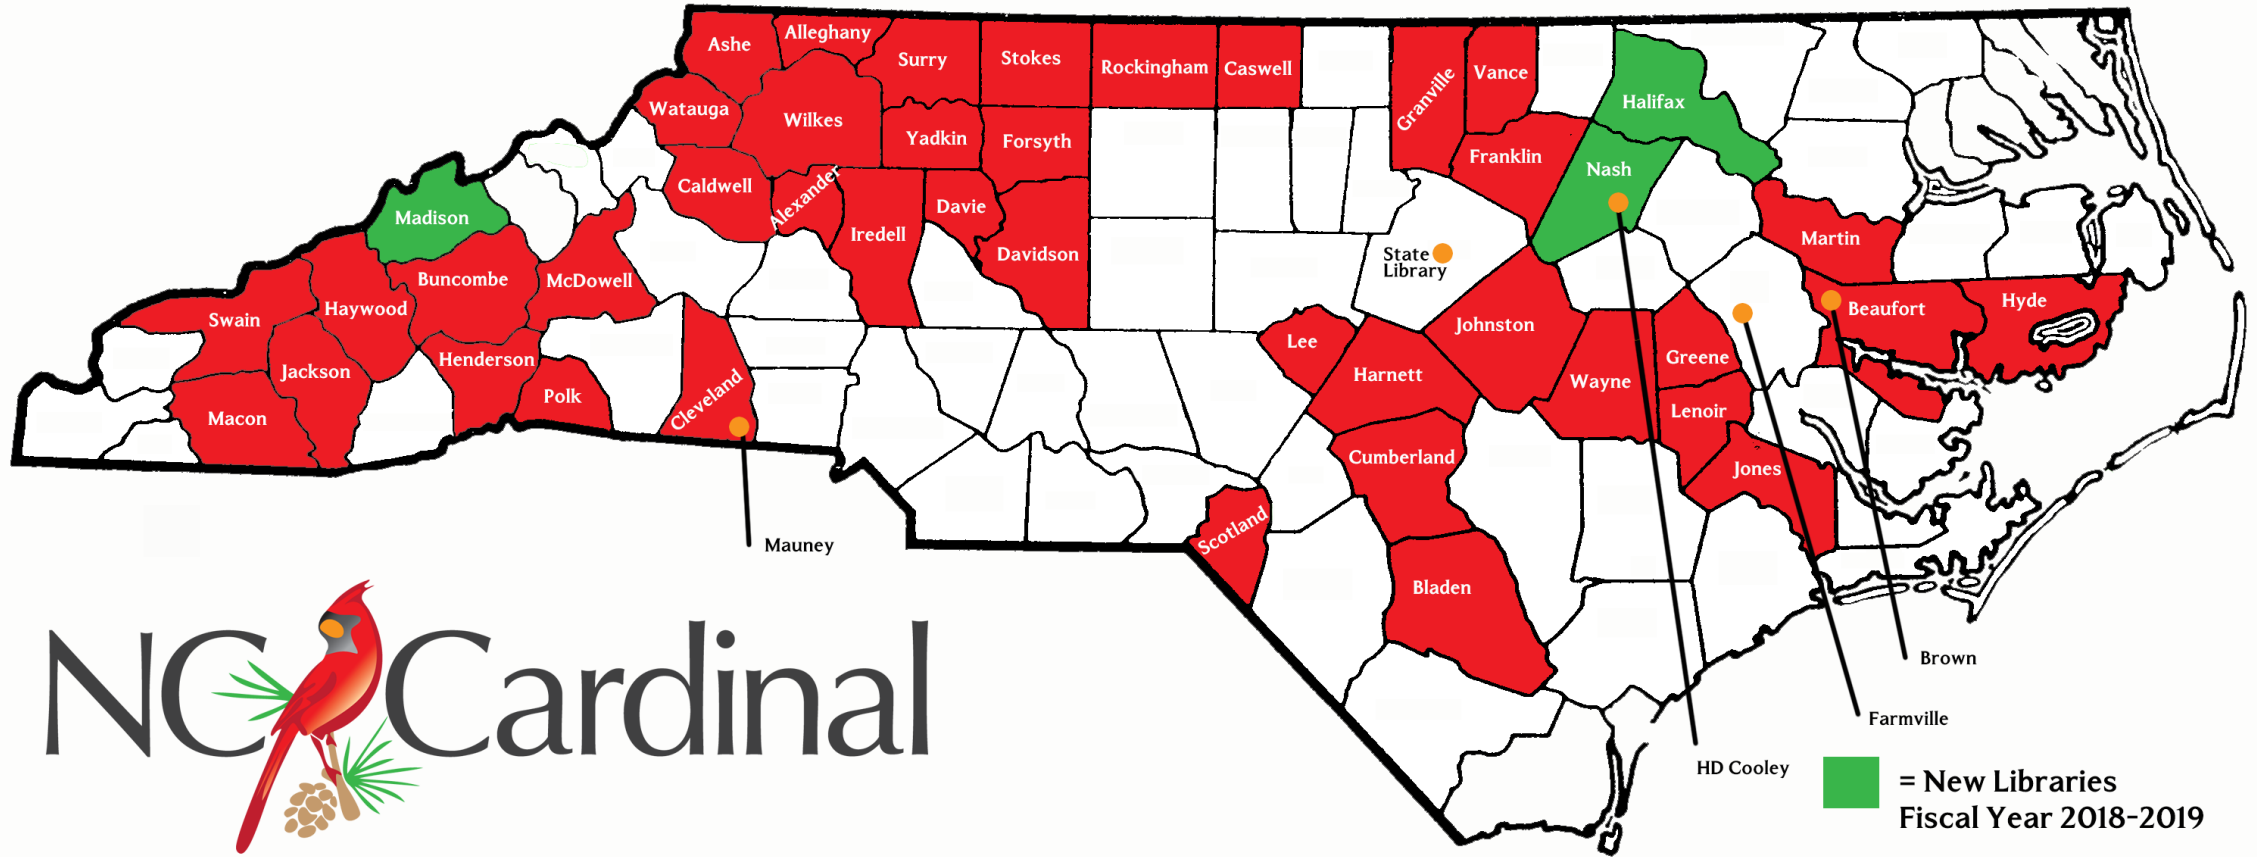 Ashe
Alleghany
Surry
Stokes
Rockingham
Caswell
Granville
Vance
Halifax
Watauga
Wilkes
Yadkin
Forsyth
Franklin
Nash
Caldwell
Alexander
Iredell
Davie
Davidson
Madison
Buncombe
McDowell
State
Library
Martin
Swain
Haywood
Jackson
Henderson
Macon
Polk
Cleveland
Lee
Harnett
Johnston
Wayne
Greene
Lenoir
Beaufort
Hyde
Cumberland
Jones
Scotland
Bladen
Mauney
Brown
Farmville
HD Cooley
NC Cardinal
= New Libraries
Fiscal Year 2018-2019